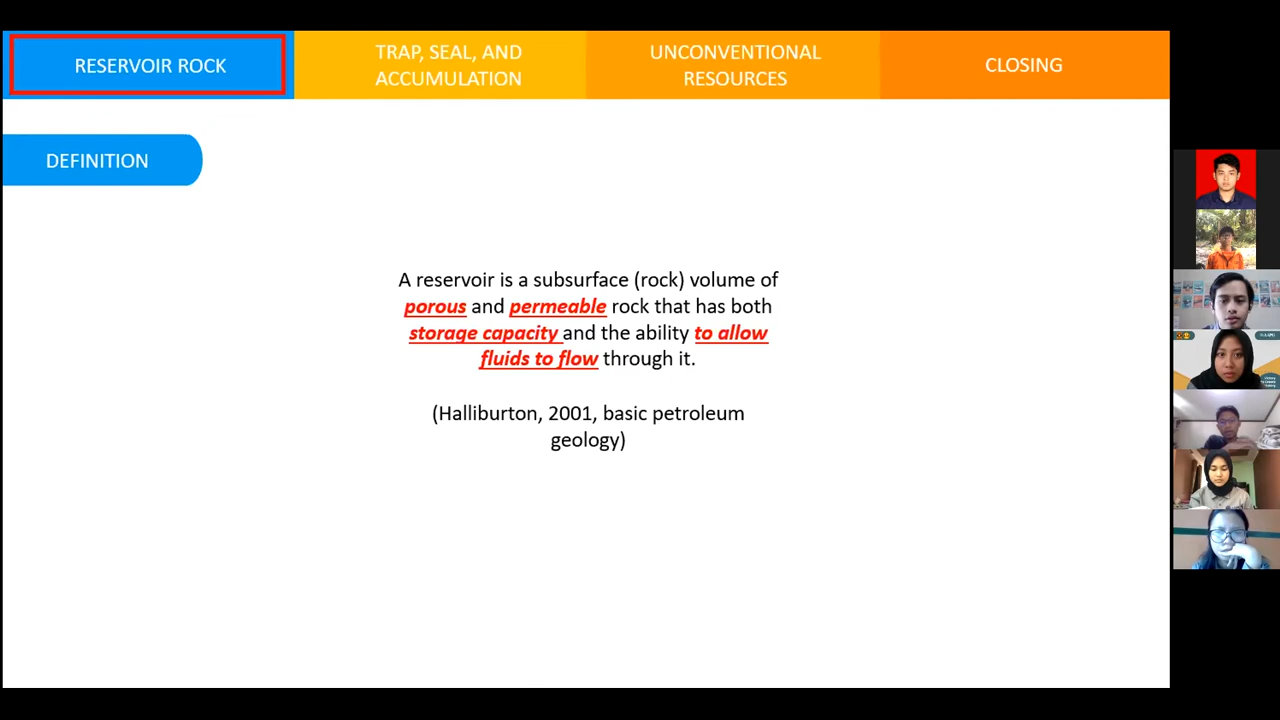 RESERVOIR ROCK
TRAP, SEAL, AND
ACCUMULATION
UNCONVENTIONAL
RESOURCES
CLOSING
DEFINITION
A reservoir is a subsurface (rock) volume of
porous and permeable rock that has both
storage capacity and the ability to allow
fluids to flow through it.
(Halliburton, 2001, basic petroleum
geology)